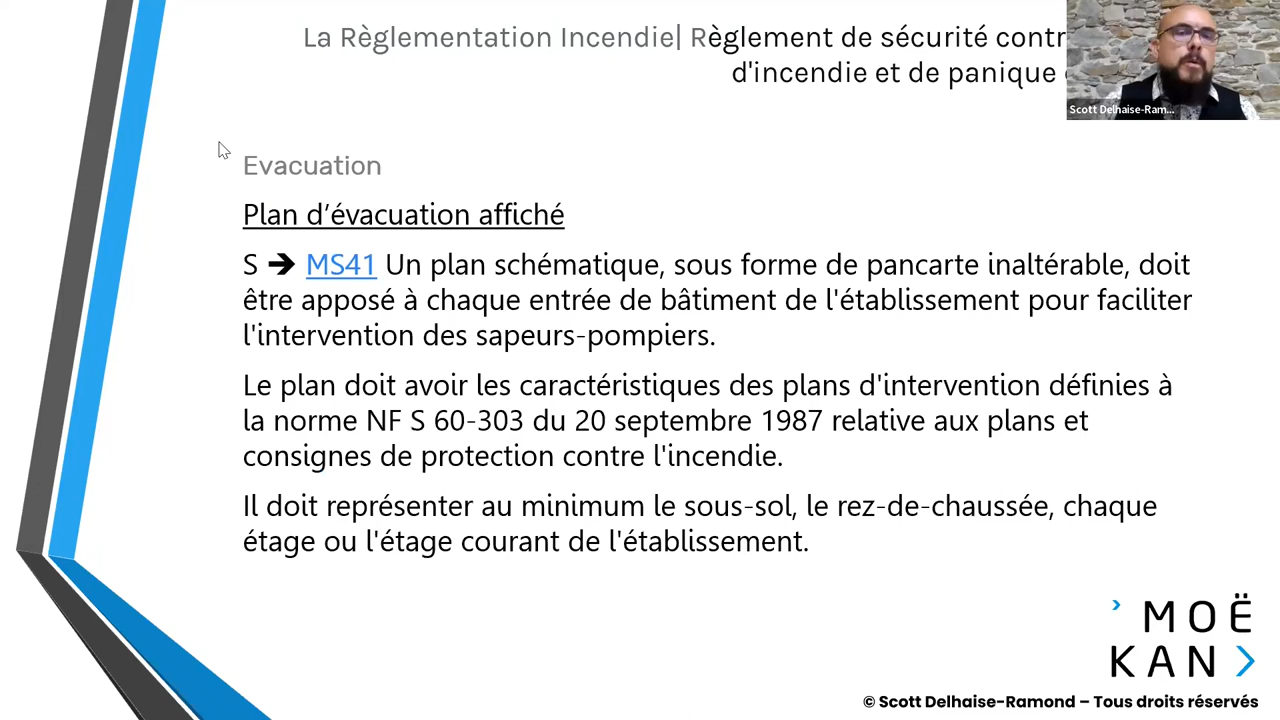 La Règlementation Incendie| Règlement de sécurité contr
d'incendie et de panique
Scott Delhaise-Ram...
Evacuation
Plan d’évacuation affiché
S ➔ MS41 Un plan schématique, sous forme de pancarte inaltérable, doit
être apposé à chaque entrée de bâtiment de l'établissement pour faciliter
l'intervention des sapeurs-pompiers.
Le plan doit avoir les caractéristiques des plans d'intervention définies à
la norme NF S 60-303 du 20 septembre 1987 relative aux plans et
consignes de protection contre l'incendie.
Il doit représenter au minimum le sous-sol, le rez-de-chaussée, chaque
étage ou l'étage courant de l'établissement.
MOË
KAN
© Scott Delhaise-Ramond – Tous droits réservés